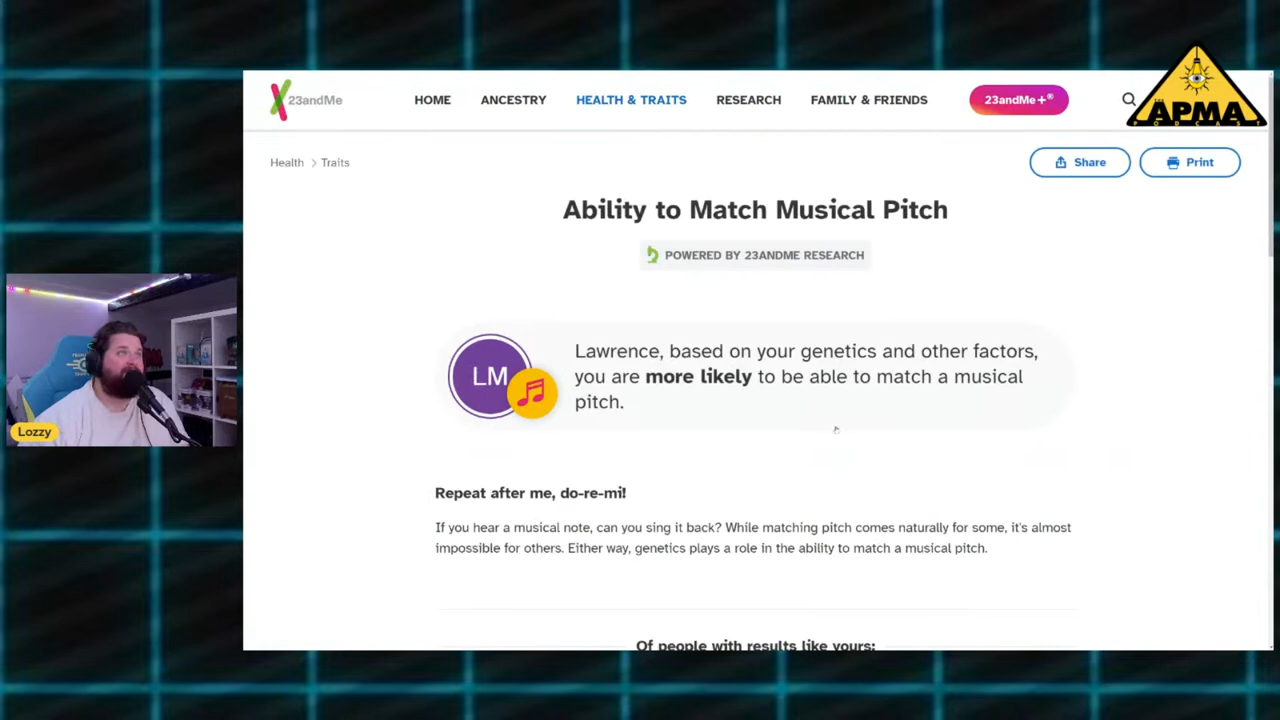 23andMe
HOME
ANCESTRY
HEALTH & TRAITS
RESEARCH
FAMILY & FRIENDS
23andMe+®
THE
APMA
PODCAST
Health > Traits
Share
Print
Ability to Match Musical Pitch
POWERED BY 23ANDME RESEARCH
LM
Lawrence, based on your genetics and other factors,
you are more likely to be able to match a musical
pitch.
Lozzy
Repeat after me, do-re-mi!
If you hear a musical note, can you sing it back? While matching pitch comes naturally for some, it's almost
impossible for others. Either way, genetics plays a role in the ability to match a musical pitch.
Of people with results like yours: